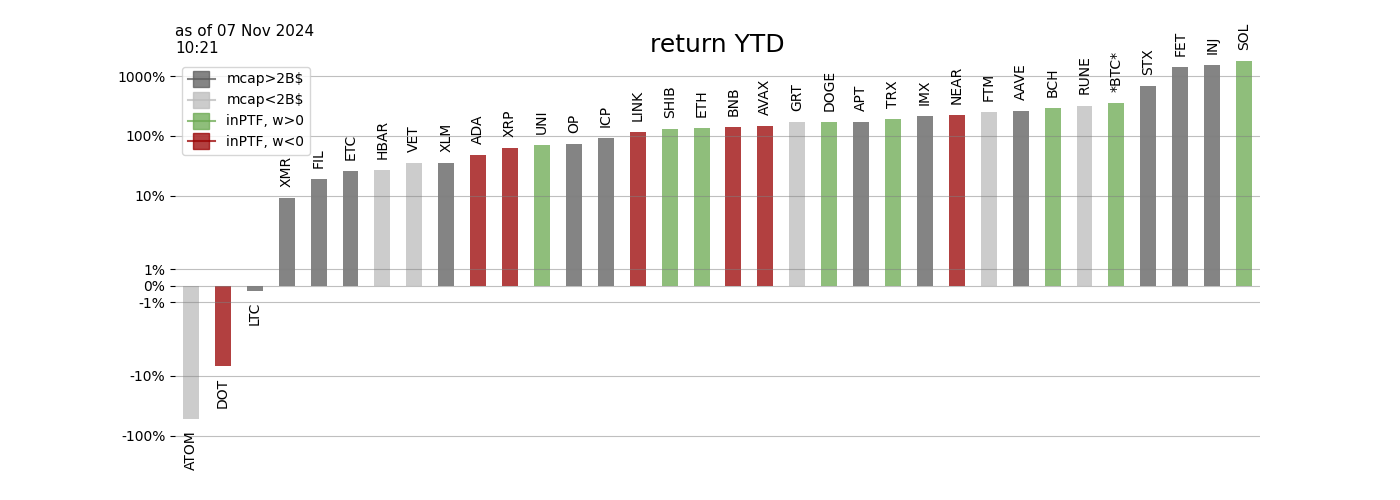 as of 07 Nov 2024
10:21
return YTD
mcap>2B$
mcap<2B$
inPTF, w>0
inPTF, w<0
1000%
100%
10%
1%
0%
-1%
-10%
-100%
ATOM
DOT
LTC
XMR
FIL
ETC
HBAR
VET
XLM
ADA
XRP
UNI
OP
ICP
LINK
SHIB
ETH
BNB
AVAX
GRT
DOGE
APT
TRX
IMX
NEAR
FTM
AAVE
BCH
RUNE
*BTC*
STX
FET
INJ
SOL